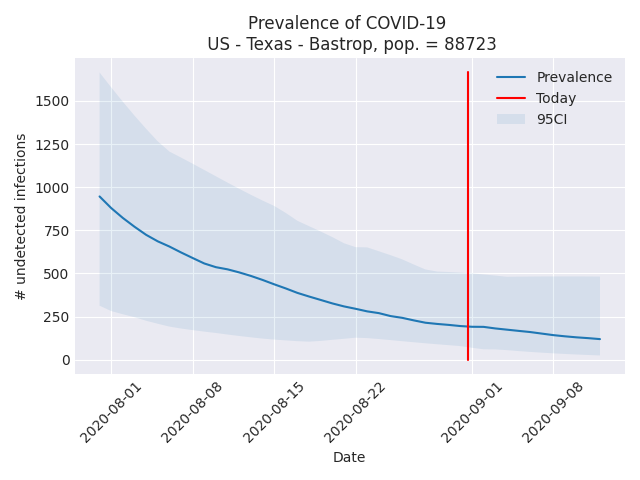 Prevalence of COVID-19
US - Texas - Bastrop, pop. = 88723
Prevalence
Today
95CI
1500
1250
1000
750
500
250
0
# undetected infections
2020-08-01
2020-08-08
2020-08-15
2020-08-22
2020-09-01
2020-09-08
Date